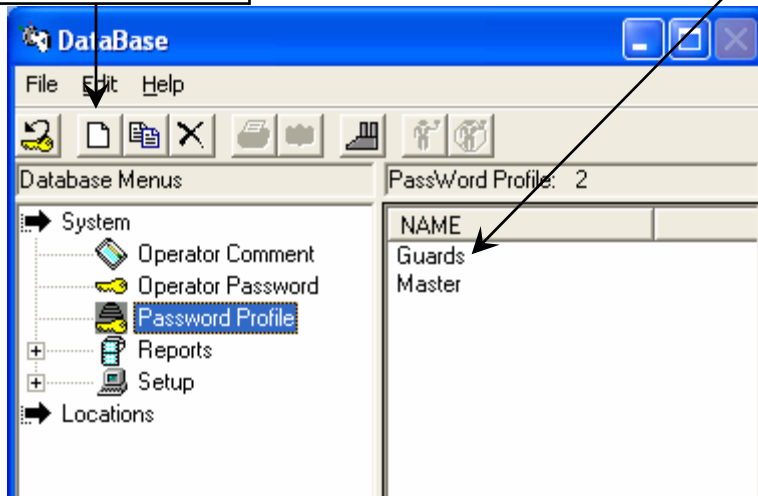 DataBase
File Edit Help
Database Menus
PassWord Profile: 2
System
Operator Comment
Operator Password
Password Profile
Reports
Setup
Locations
NAME
Guards
Master